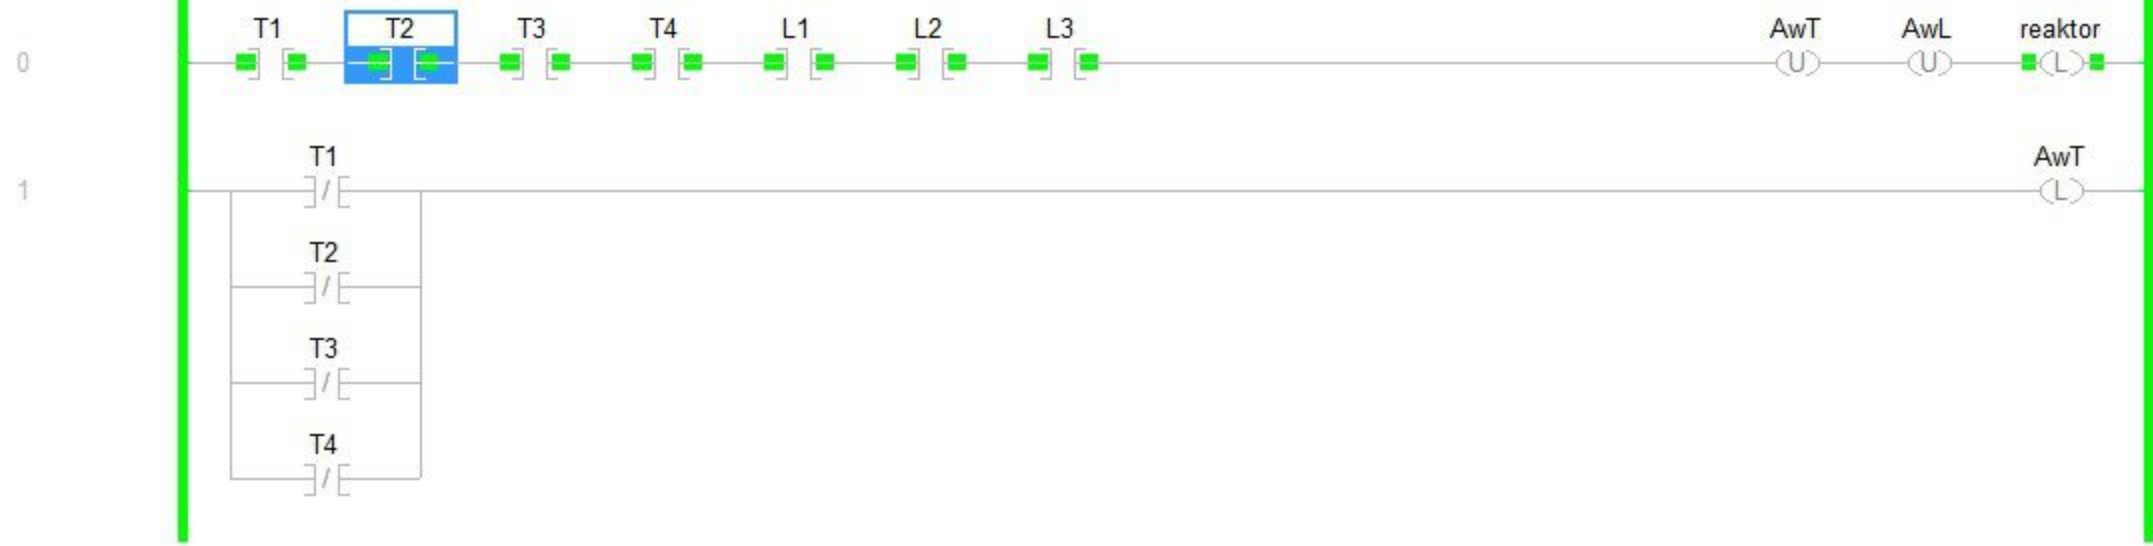 T1 T2 T3 T4 L1 L2 L3 AwT AwL reaktor
0 U U L
T1 AwT
1 / L
T2
/
T3
/
T4
/